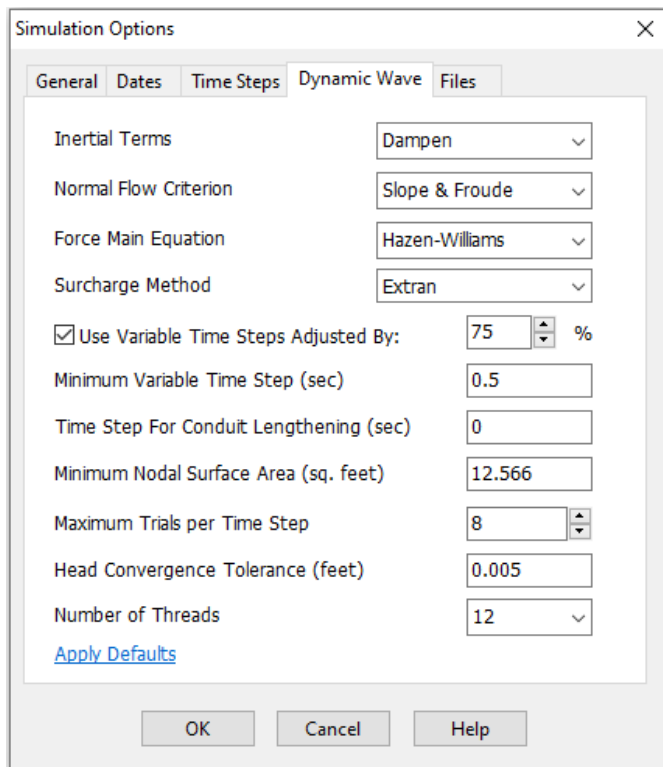 Simulation Options
General Dates Time Steps Dynamic Wave Files
Inertial Terms Dampen
Normal Flow Criterion Slope & Froude
Force Main Equation Hazen-Williams
Surcharge Method Extran
Use Variable Time Steps Adjusted By: 75 %
Minimum Variable Time Step (sec) 0.5
Time Step For Conduit Lengthening (sec) 0
Minimum Nodal Surface Area (sq. feet) 12.566
Maximum Trials per Time Step 8
Head Convergence Tolerance (feet) 0.005
Number of Threads 12
Apply Defaults
OK Cancel Help